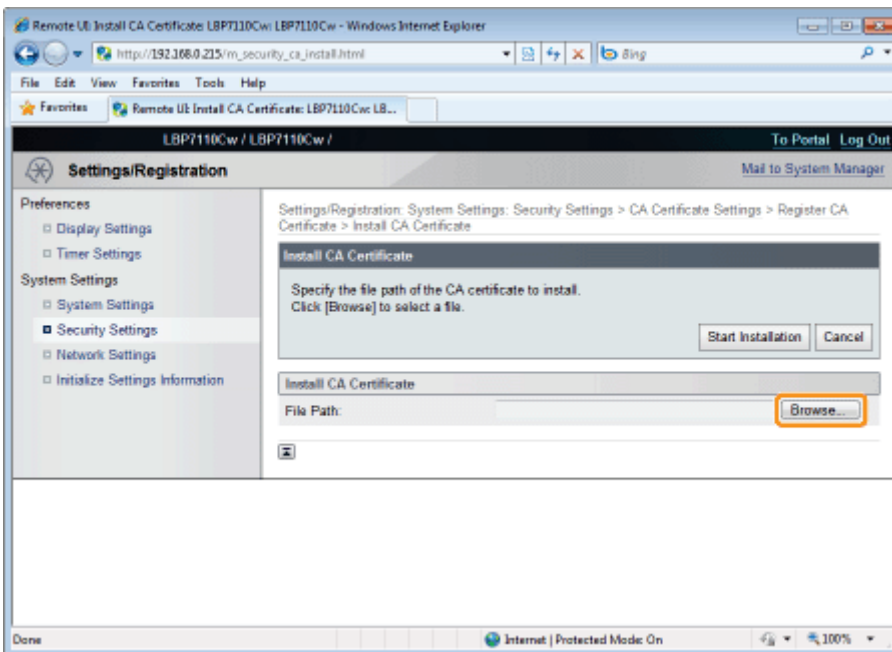 Remote UI: Install CA Certificate: LBP7110Cw: LBP7110Cw - Windows Internet Explorer
http://192.168.0.215/m_security_ca_install.html
Bing
File Edit View Favorites Tools Help
Favorites
Remote UI: Install CA Certificate: LBP7110Cw: LB...
LBP7110Cw / LBP7110Cw /
To Portal Log Out
Settings/Registration
Mail to System Manager
Preferences
Display Settings
Timer Settings
System Settings
System Settings
Security Settings
Network Settings
Initialize Settings Information
Settings/Registration: System Settings: Security Settings > CA Certificate Settings > Register CA
Certificate > Install CA Certificate
Install CA Certificate
Specify the file path of the CA certificate to install.
Click [Browse] to select a file.
Start Installation Cancel
Install CA Certificate
File Path:
Browse...
Done
Internet | Protected Mode: On
100%